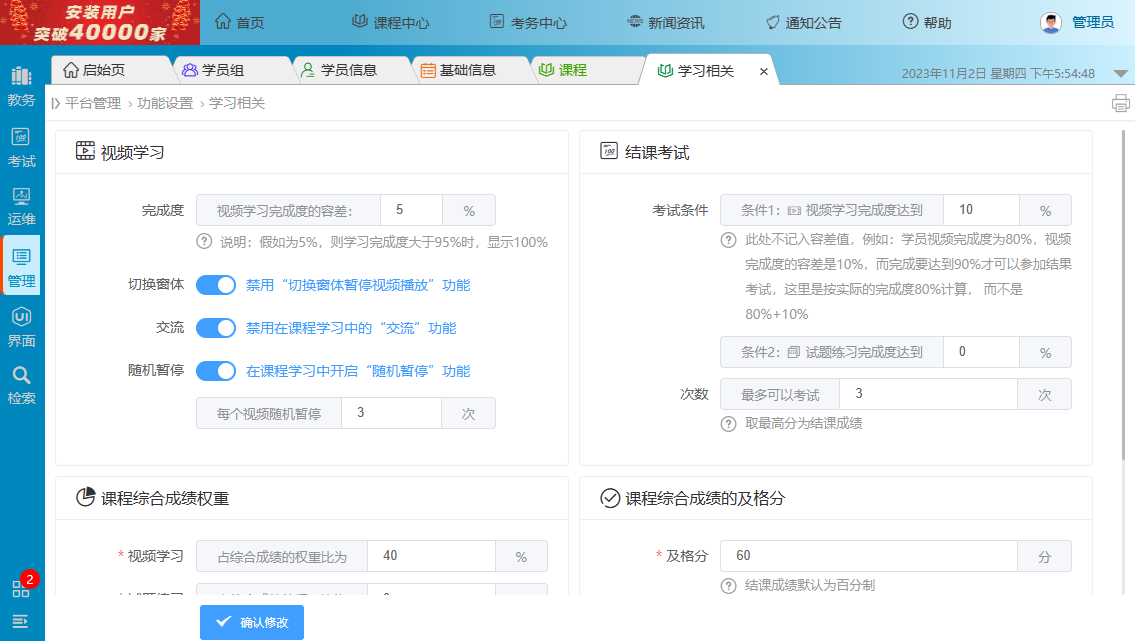 安装用户
突破40000家
首页
课程中心
考务中心
NEWS 新闻资讯
通知公告
帮助
管理员
启始页
学员组
学员信息
基础信息
课程
学习相关 ×
2023年11月2日 星期四 下午5:54:48
教务
100
考试
运维
管理
UI
界面
检索
2
平台管理 › 功能设置 › 学习相关
视频学习
完成度 视频学习完成度的容差： 5 %
? 说明：假如为5%，则学习完成度大于95%时，显示100%
切换窗体 禁用“切换窗体暂停视频播放”功能
交流 禁用在课程学习中的“交流”功能
随机暂停 在课程学习中开启“随机暂停”功能
每个视频随机暂停 3 次
100 结课考试
考试条件 条件1： 视频学习完成度达到 10 %
? 此处不记入容差值，例如：学员视频完成度为80%，视频
完成度的容差是10%，而完成要达到90%才可以参加结果
考试，这里是按实际的完成度80%计算， 而不是
80%+10%
条件2： 试题练习完成度达到 0 %
次数 最多可以考试 3 次
? 取最高分为结课成绩
课程综合成绩权重
* 视频学习 占综合成绩的权重比为 40 %
课程综合成绩的及格分
* 及格分 60 分
? 结课成绩默认为百分制
确认修改